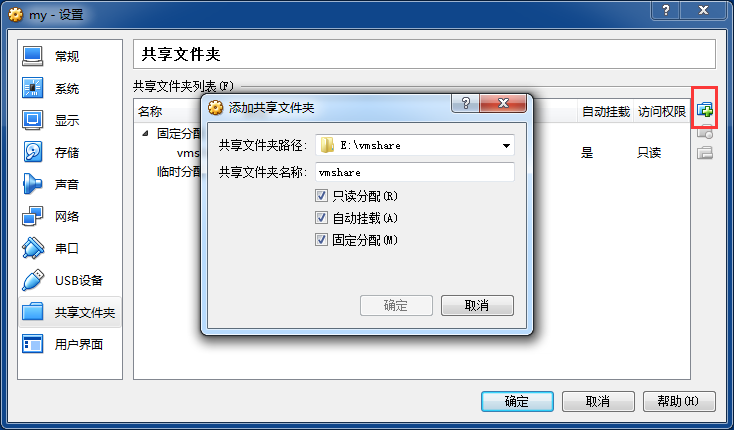 my - 设置
常规
系统
显示
存储
声音
网络
串口
USB设备
共享文件夹
用户界面
共享文件夹
共享文件夹列表(F)
名称
自动挂载 访问权限
固定分配
vms
是 只读
临时分配
添加共享文件夹
共享文件夹路径: E:\vmshare
共享文件夹名称: vmshare
只读分配(R)
自动挂载(A)
固定分配(M)
确定 取消
确定 取消 帮助(H)